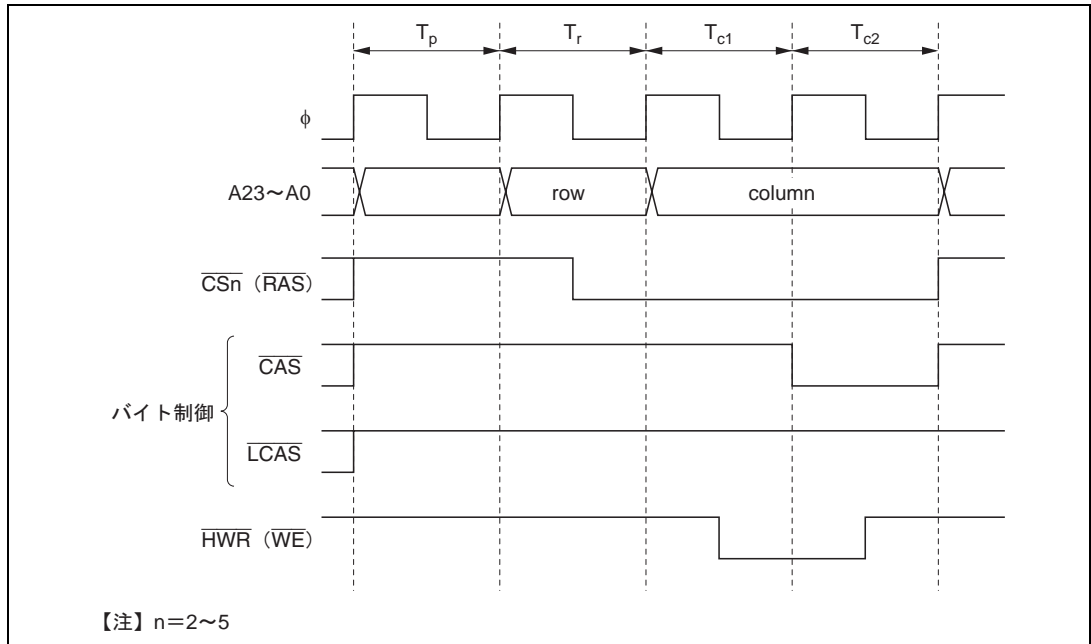 Tp Tr Tc1 Tc2
φ
A23～A0 row column
CSn（RAS）
CAS
バイト制御
LCAS
HWR（WE）
【注】n＝2～5